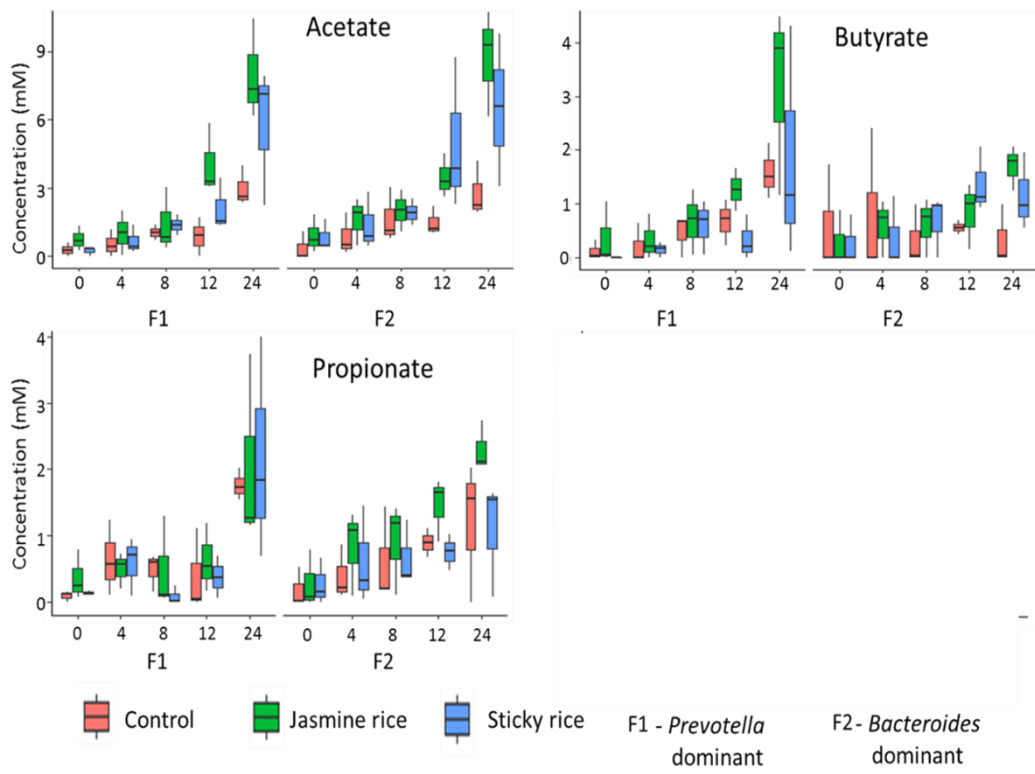 Acetate
Concentration (mM)
9
6
3
0
0 4 8 12 24 0 4 8 12 24
F1 F2
Butyrate
4
3
2
1
0
0 4 8 12 24 0 4 8 12 24
F1 F2
Propionate
Concentration (mM)
4
3
2
1
0
0 4 8 12 24 0 4 8 12 24
F1 F2
Control Jasmine rice Sticky rice
F1 - Prevotella
dominant
F2- Bacteroides
dominant